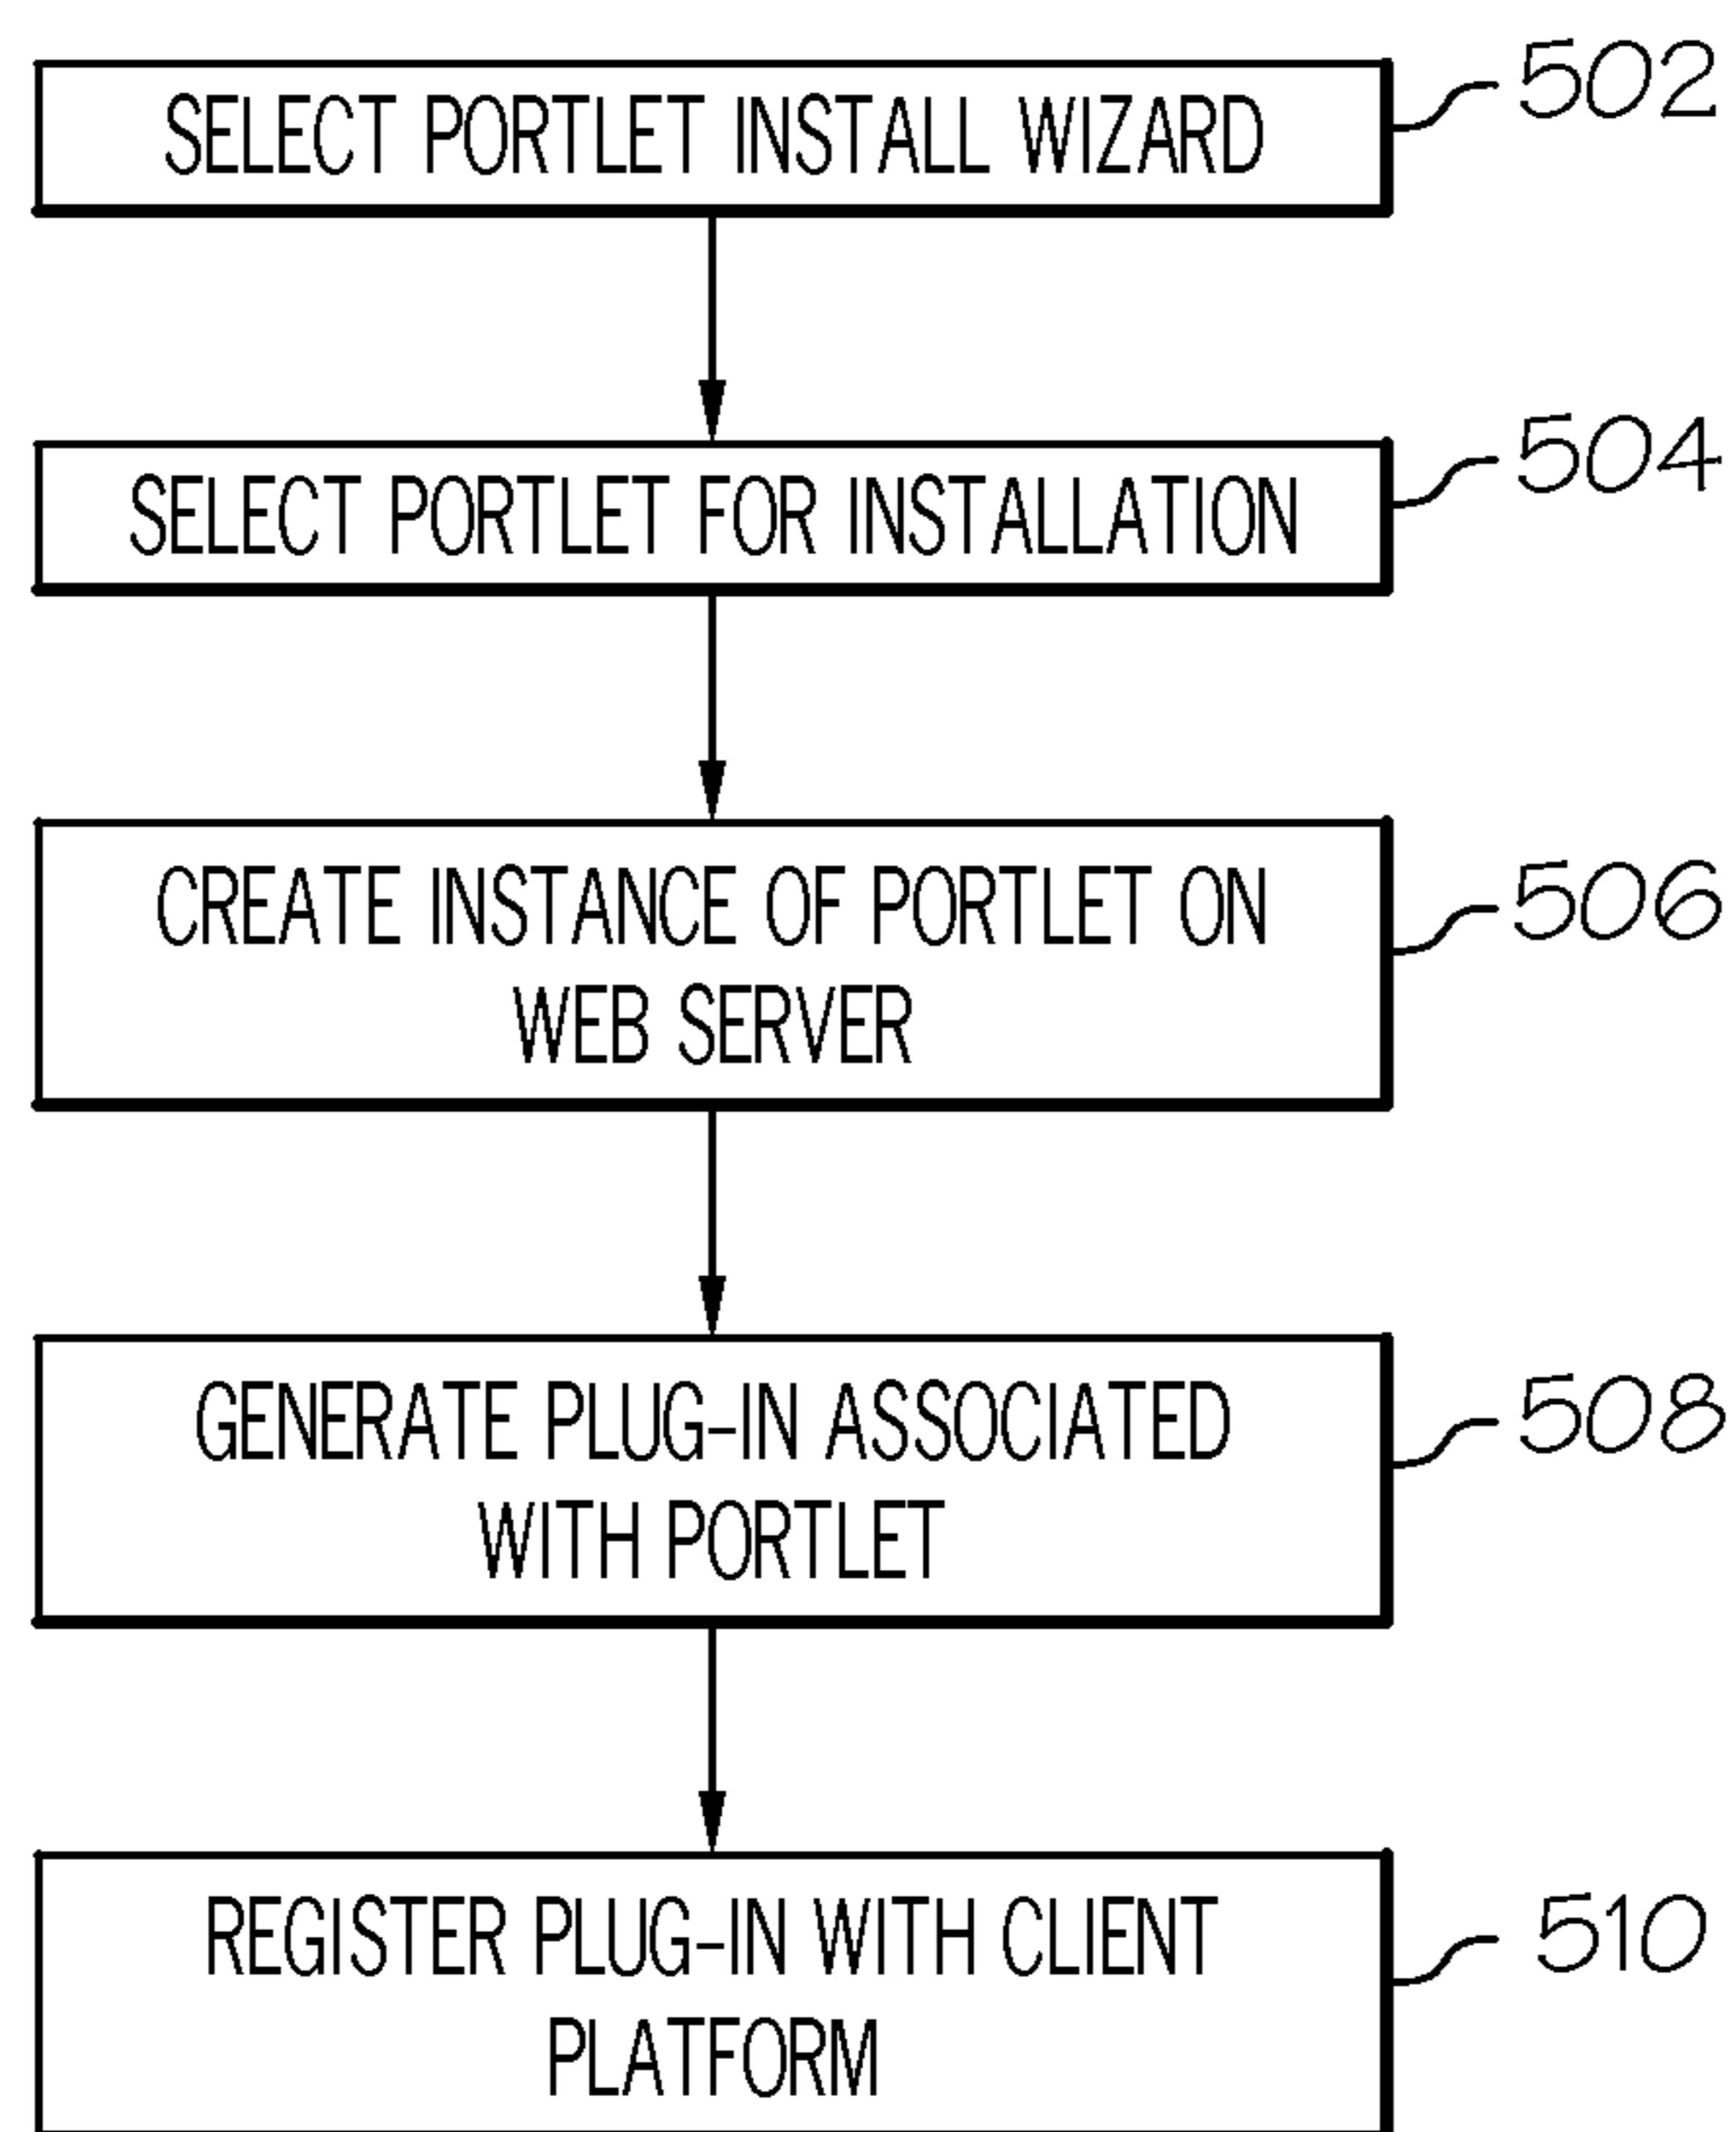 SELECT PORTLET INSTALL WIZARD
502
SELECT PORTLET FOR INSTALLATION
504
CREATE INSTANCE OF PORTLET ON
WEB SERVER
506
GENERATE PLUG-IN ASSOCIATED
WITH PORTLET
508
REGISTER PLUG-IN WITH CLIENT
PLATFORM
510